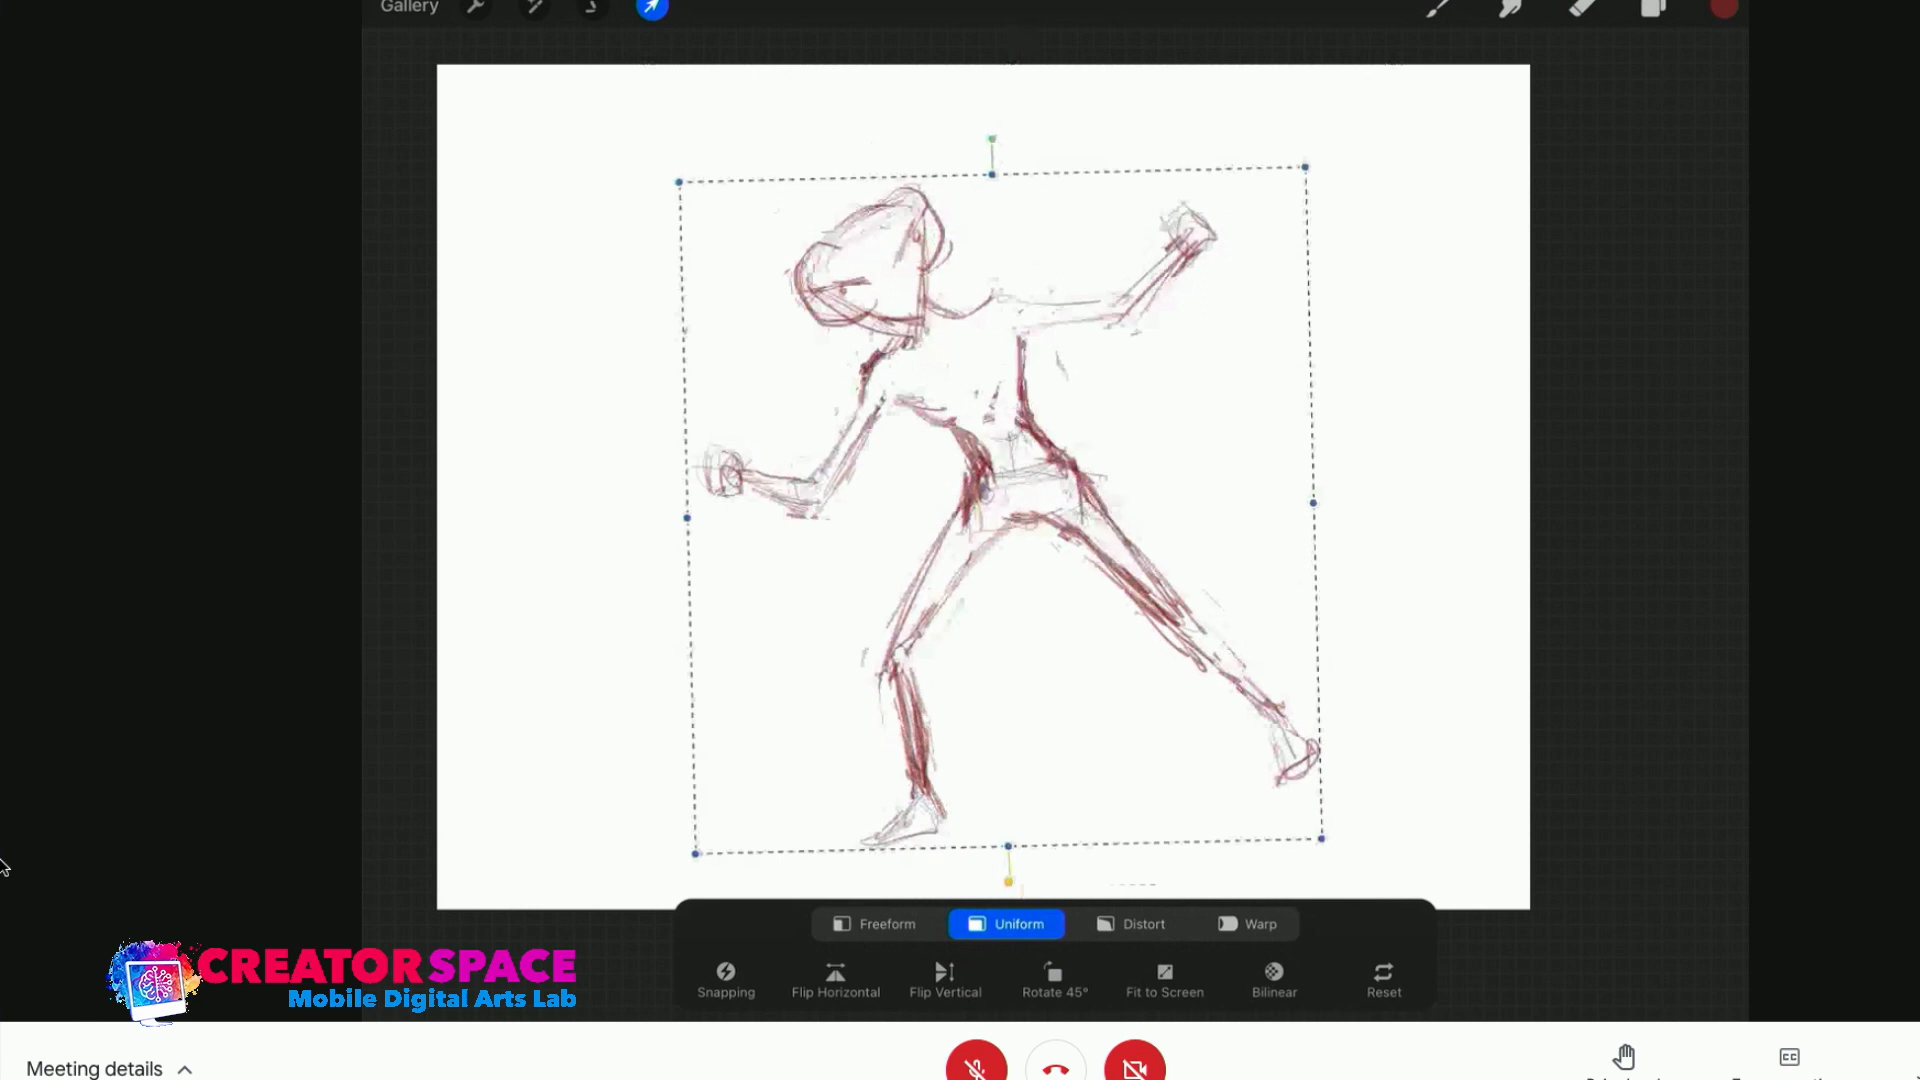 Gallery
Freeform
Uniform
Distort
Warp
Snapping
Flip Horizontal
Flip Vertical
Rotate 45°
Fit to Screen
Bilinear
Reset
CREATORSPACE
Mobile Digital Arts Lab
Meeting details
CC